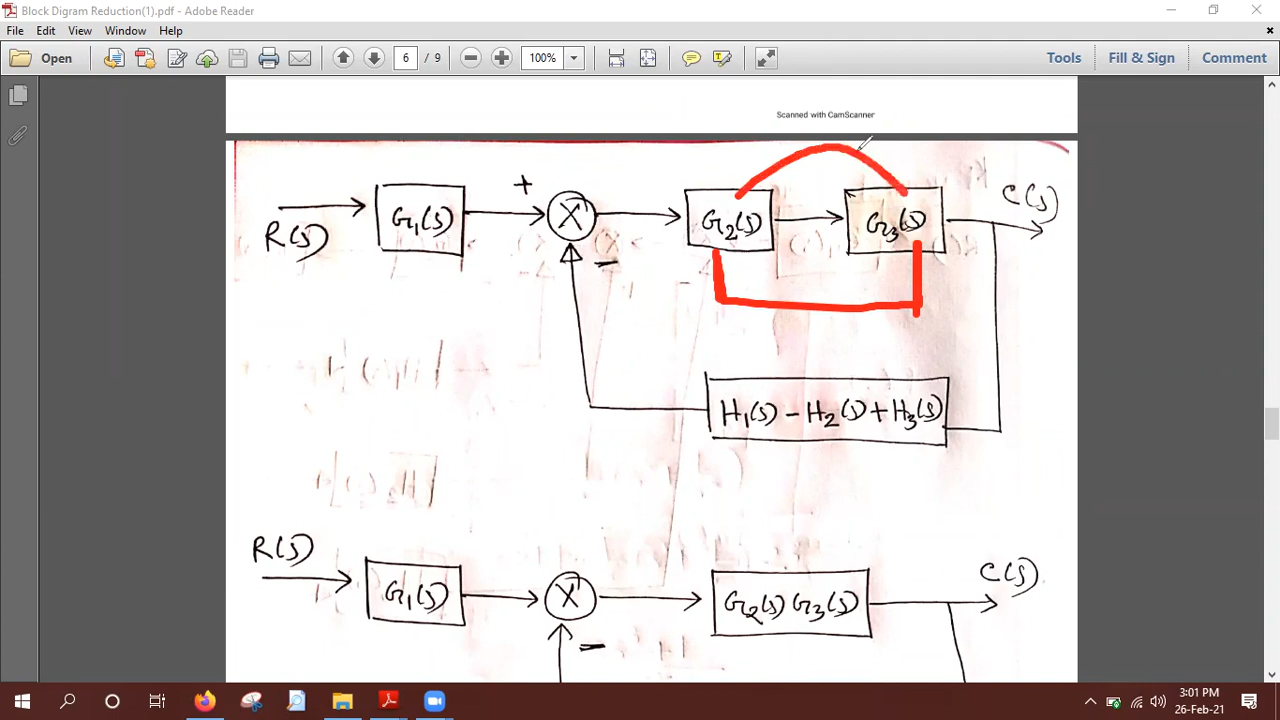 Block Digram Reduction(1).pdf - Adobe Reader
File Edit View Window Help
Open 6 / 9 100% Tools Fill & Sign Comment
Scanned with CamScanner
R(s) G₁(s) + X - G₂(s) G₃(s) C(s)
H₁(s) - H₂(s) + H₃(s)
R(s) G₁(s) X - G₂(s) G₃(s) C(s)
3:01 PM
26-Feb-21